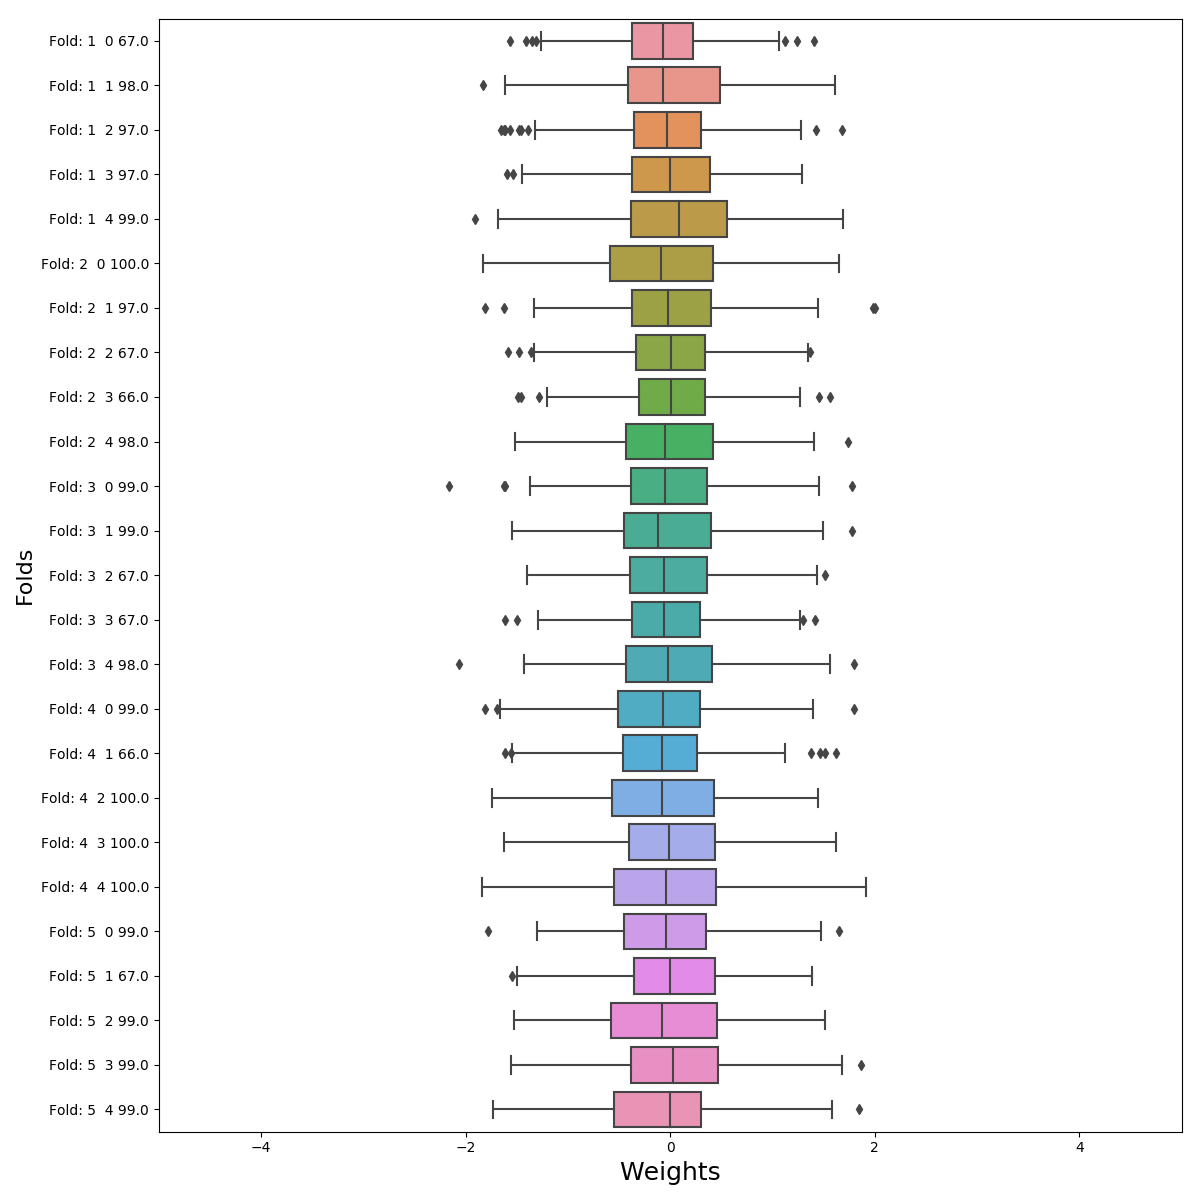 Fold: 1  0 67.0
Fold: 1  1 98.0
Fold: 1  2 97.0
Fold: 1  3 97.0
Fold: 1  4 99.0
Fold: 2  0 100.0
Fold: 2  1 97.0
Fold: 2  2 67.0
Fold: 2  3 66.0
Fold: 2  4 98.0
Fold: 3  0 99.0
Fold: 3  1 99.0
Fold: 3  2 67.0
Fold: 3  3 67.0
Fold: 3  4 98.0
Fold: 4  0 99.0
Fold: 4  1 66.0
Fold: 4  2 100.0
Fold: 4  3 100.0
Fold: 4  4 100.0
Fold: 5  0 99.0
Fold: 5  1 67.0
Fold: 5  2 99.0
Fold: 5  3 99.0
Fold: 5  4 99.0
Folds
−4 −2 0 2 4
Weights